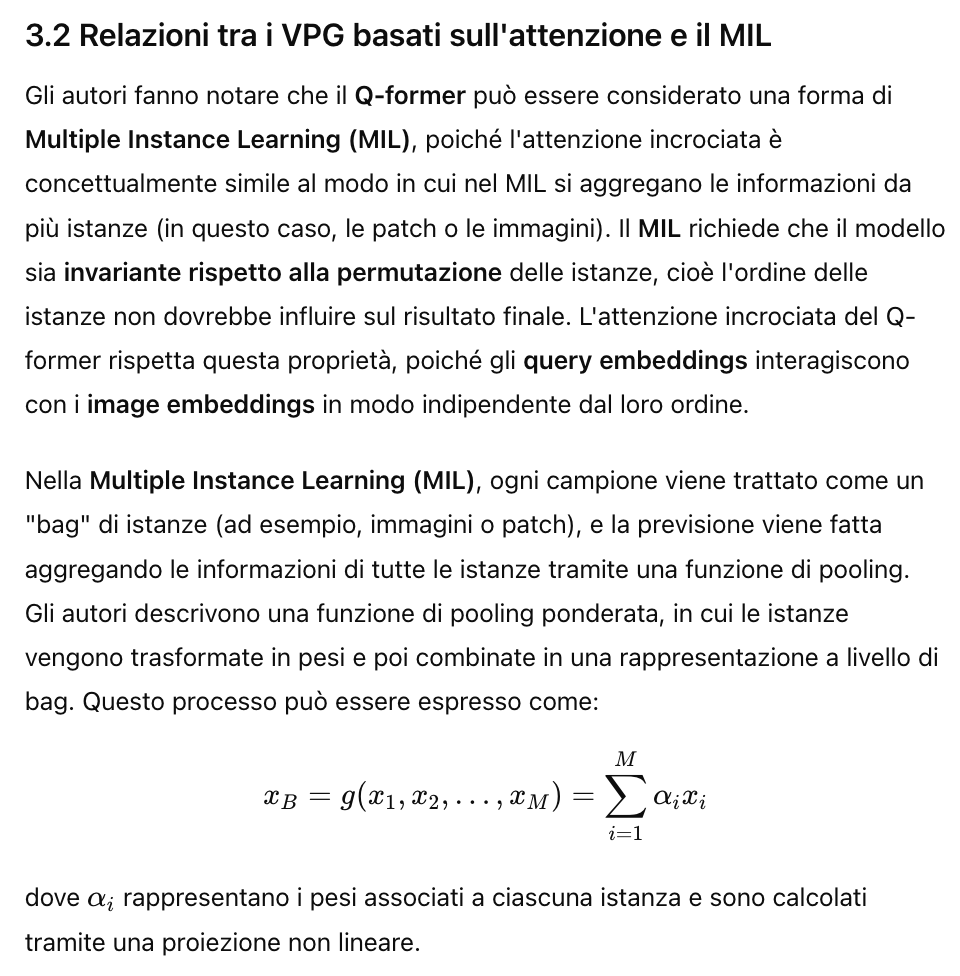 3.2 Relazioni tra i VPG basati sull'attenzione e il MIL
Gli autori fanno notare che il Q-former può essere considerato una forma di
Multiple Instance Learning (MIL), poiché l'attenzione incrociata è
concettualmente simile al modo in cui nel MIL si aggregano le informazioni da
più istanze (in questo caso, le patch o le immagini). Il MIL richiede che il modello
sia invariante rispetto alla permutazione delle istanze, cioè l'ordine delle
istanze non dovrebbe influire sul risultato finale. L'attenzione incrociata del Q-
former rispetta questa proprietà, poiché gli query embeddings interagiscono
con i image embeddings in modo indipendente dal loro ordine.
Nella Multiple Instance Learning (MIL), ogni campione viene trattato come un
"bag" di istanze (ad esempio, immagini o patch), e la previsione viene fatta
aggregando le informazioni di tutte le istanze tramite una funzione di pooling.
Gli autori descrivono una funzione di pooling ponderata, in cui le istanze
vengono trasformate in pesi e poi combinate in una rappresentazione a livello di
bag. Questo processo può essere espresso come:
x_B = g(x_1, x_2, . . . , x_M) = ∑_{i=1}^{M} α_i x_i
dove α_i rappresentano i pesi associati a ciascuna istanza e sono calcolati
tramite una proiezione non lineare.